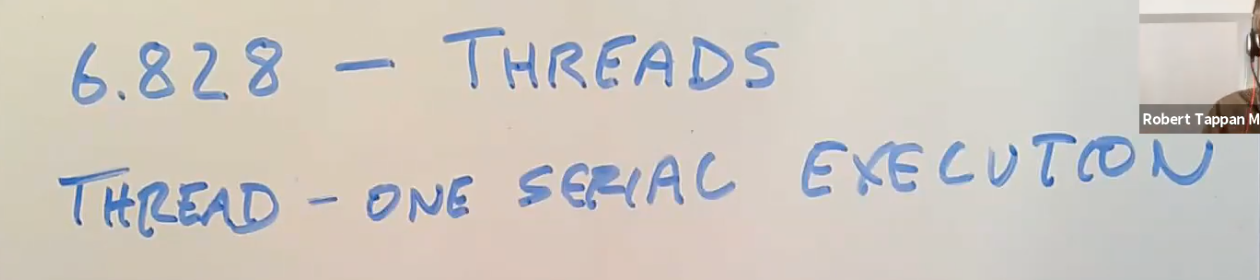 6.828 - THREADS
Robert Tappan M
THREAD - ONE SERIAL EXECUTION